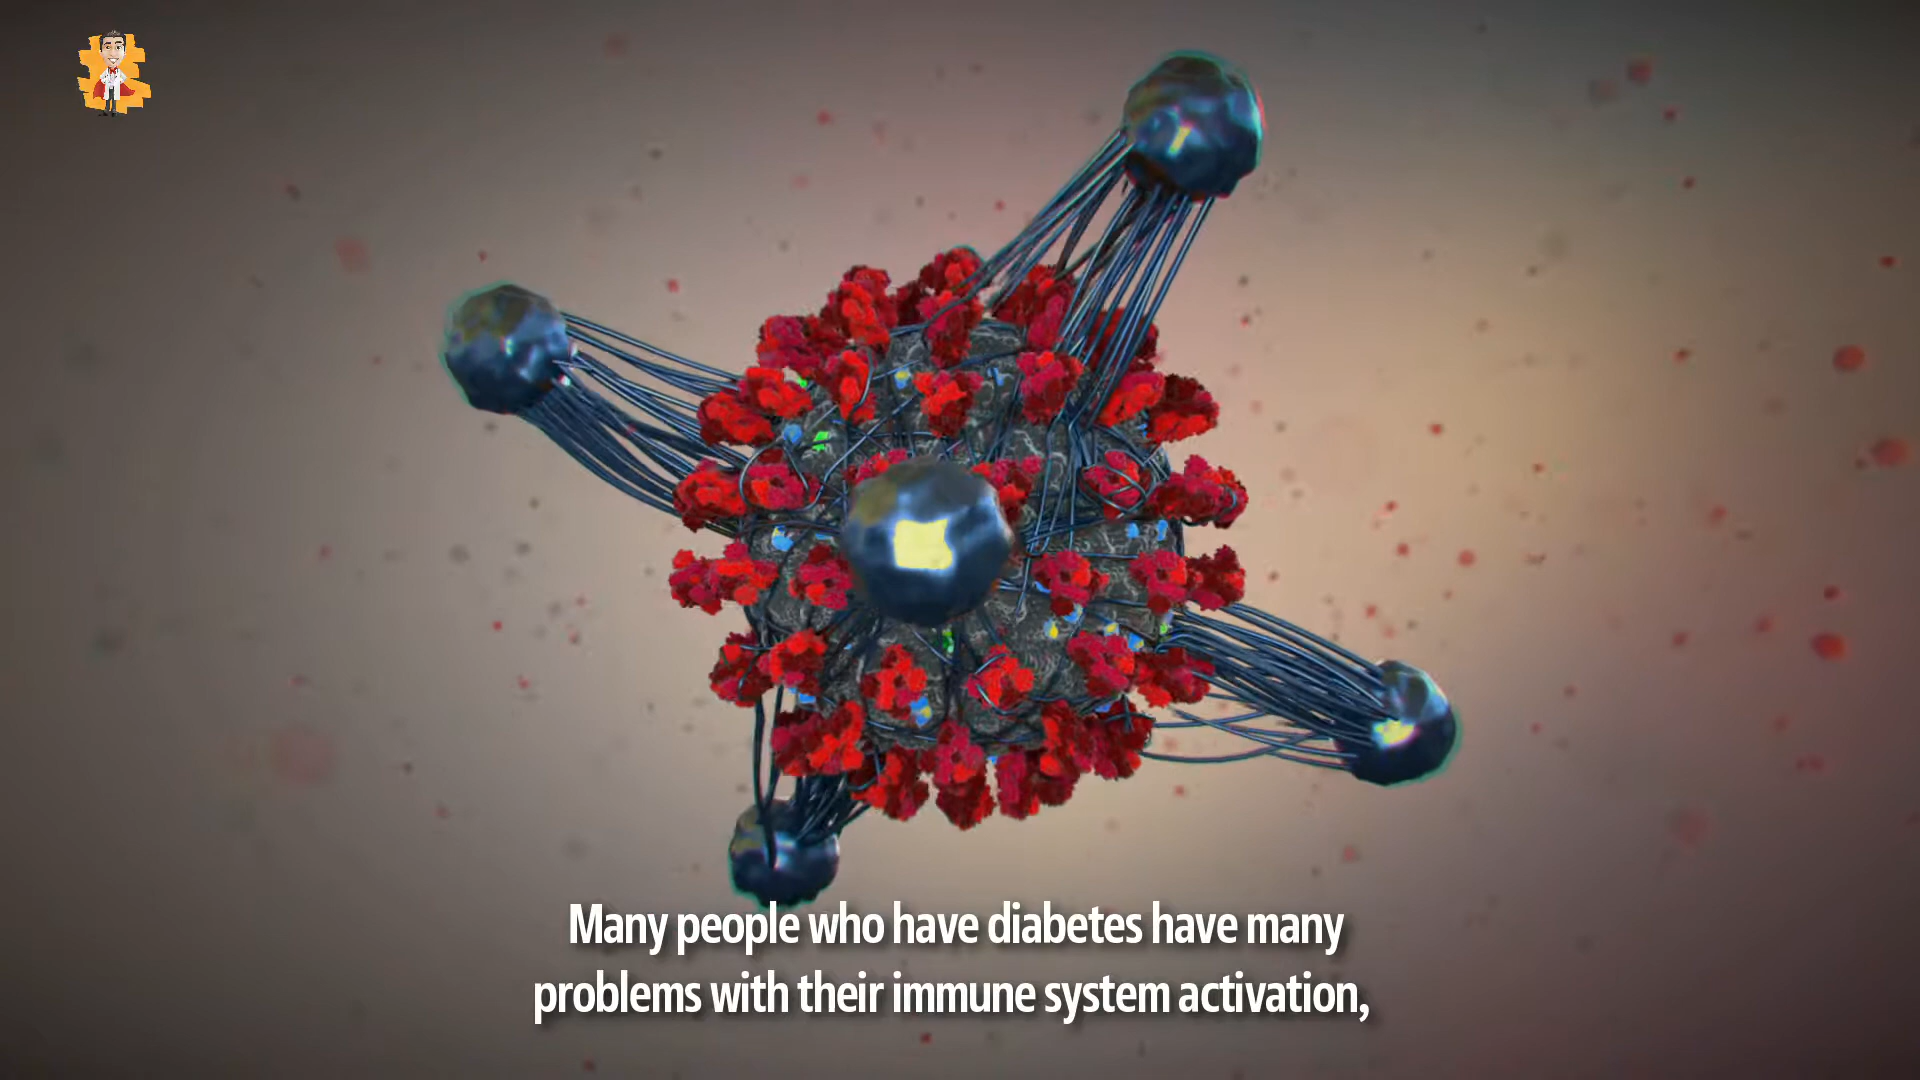 Many people who have diabetes have many
problems with their immune system activation,